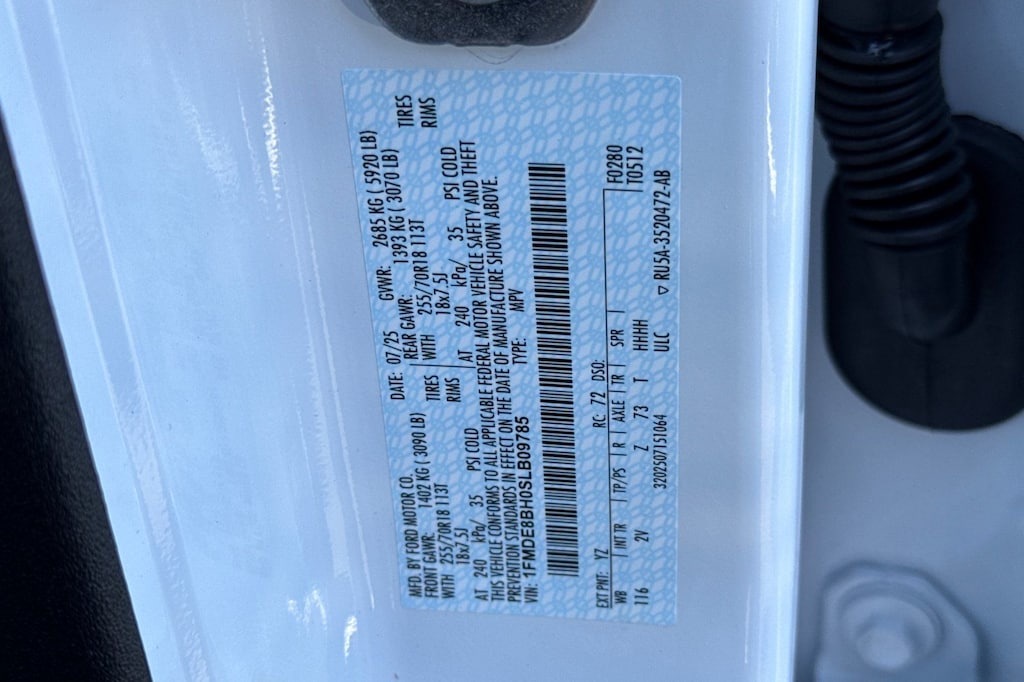 MFD. BY FORD MOTOR CO.
DATE: 07/25 GVWR: 2685 KG ( 5920 LB)
FRONT GAWR: 1402 KG ( 3090 LB) REAR GAWR: 1393 KG ( 3070 LB)
WITH 255/70R18 113T TIRES WITH 255/70R18 113T TIRES
18x7.5J RIMS 18x7.5J RIMS
AT 240 kPa/ 35 PSI COLD AT 240 kPa/ 35 PSI COLD
THIS VEHICLE CONFORMS TO ALL APPLICABLE FEDERAL MOTOR VEHICLE SAFETY AND THEFT
PREVENTION STANDARDS IN EFFECT ON THE DATE OF MANUFACTURE SHOWN ABOVE.
VIN: 1FMDE8BH0SLB09785 TYPE: MPV
EXT PNT: YZ RC: 72 DSO: F0280
WB INT TR TP/PS R AXLE TR SPR T0512
116 2V Z 73 T HHHH
3202507151064 ULC ▽ RU5A-3520472-AB